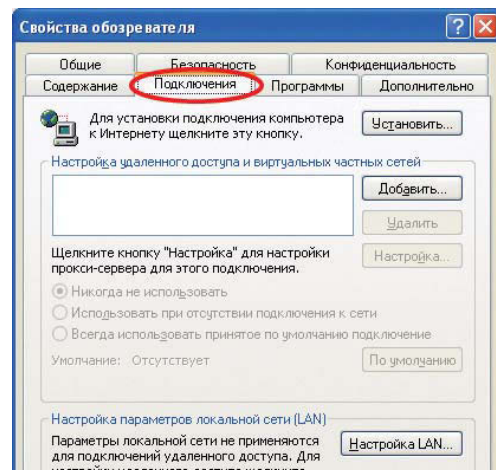 Свойства обозревателя
Общие Безопасность Конфиденциальность
Содержание Подключения Программы Дополнительно
Для установки подключения компьютера
к Интернету щелкните эту кнопку.
Установить...
Настройка удаленного доступа и виртуальных частных сетей
Добавить...
Удалить
Щелкните кнопку "Настройка" для настройки
прокси-сервера для этого подключения.
Настройка...
Никогда не использовать
Использовать при отсутствии подключения к сети
Всегда использовать принятое по умолчанию подключение
Умолчание: Отсутствует
По умолчанию
Настройка параметров локальной сети (LAN)
Параметры локальной сети не применяются
для подключений удаленного доступа. Для
Настройка LAN...